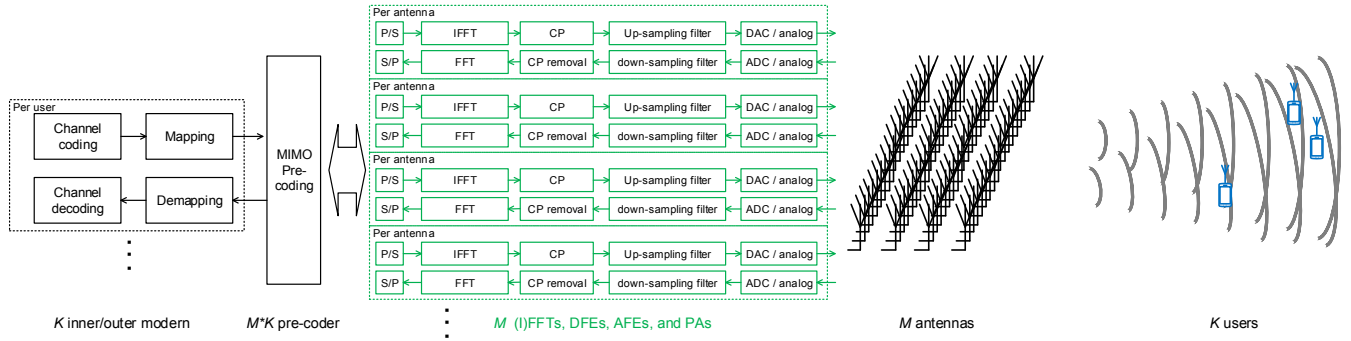 Per user
Channel
coding
Mapping
Channel
decoding
Demapping
K inner/outer modern
MIMO
Pre-
coding
M*K pre-coder
Per antenna
P/S
IFFT
CP
Up-sampling filter
DAC / analog
S/P
FFT
CP removal
down-sampling filter
ADC / analog
Per antenna
P/S
IFFT
CP
Up-sampling filter
DAC / analog
S/P
FFT
CP removal
down-sampling filter
ADC / analog
Per antenna
P/S
IFFT
CP
Up-sampling filter
DAC / analog
S/P
FFT
CP removal
down-sampling filter
ADC / analog
Per antenna
P/S
IFFT
CP
Up-sampling filter
DAC / analog
S/P
FFT
CP removal
down-sampling filter
ADC / analog
M (I)FFTs, DFEs, AFEs, and PAs
M antennas
K users